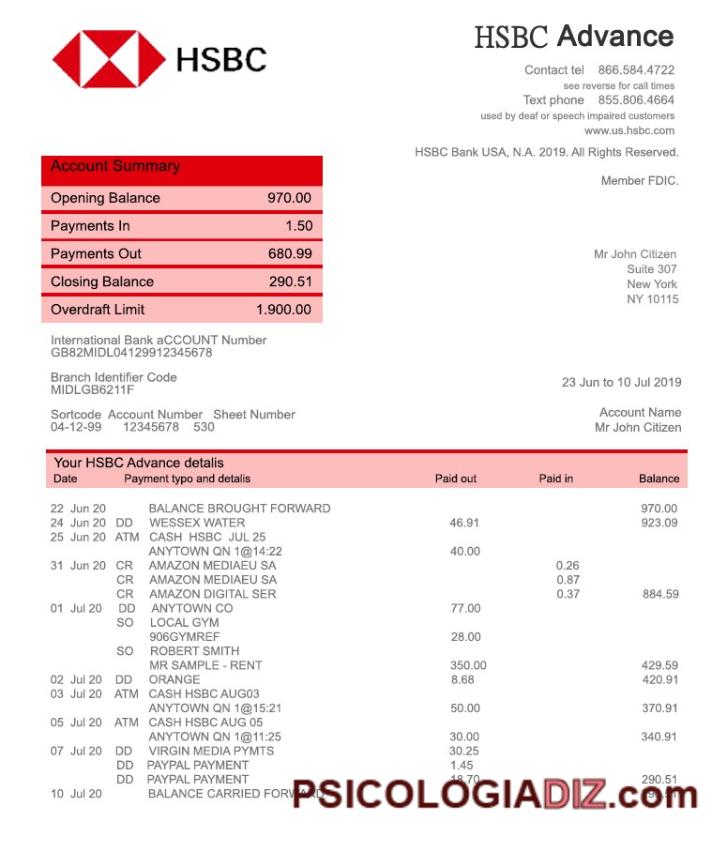 HSBC
HSBC Advance
Contact tel 866.584.4722
see reverse for call times
Text phone 855.806.4664
used by deaf or speech impaired customers
www.us.hsbc.com
HSBC Bank USA, N.A. 2019. All Rights Reserved.
Member FDIC.
Account Summary
Opening Balance 970.00
Payments In 1.50
Payments Out 680.99
Closing Balance 290.51
Overdraft Limit 1.900.00
Mr John Citizen
Suite 307
New York
NY 10115
International Bank aCCOUNT Number
GB82MIDL04129912345678
Branch Identifier Code
MIDLGB6211F
23 Jun to 10 Jul 2019
Sortcode Account Number Sheet Number
04-12-99 12345678 530
Account Name
Mr John Citizen
Your HSBC Advance detalis
Date Payment typo and detalis Paid out Paid in Balance
22 Jun 20 BALANCE BROUGHT FORWARD 970.00
24 Jun 20 DD WESSEX WATER 46.91 923.09
25 Jun 20 ATM CASH HSBC JUL 25
ANYTOWN QN 1@14:22 40.00
31 Jun 20 CR AMAZON MEDIAEU SA 0.26
CR AMAZON MEDIAEU SA 0.87
CR AMAZON DIGITAL SER 0.37 884.59
01 Jul 20 DD ANYTOWN CO 77.00
SO LOCAL GYM
906GYMREF 28.00
SO ROBERT SMITH
MR SAMPLE - RENT 350.00 429.59
02 Jul 20 DD ORANGE 8.68 420.91
03 Jul 20 ATM CASH HSBC AUG03
ANYTOWN QN 1@15:21 50.00 370.91
05 Jul 20 ATM CASH HSBC AUG 05
ANYTOWN QN 1@11:25 30.00 340.91
07 Jul 20 DD VIRGIN MEDIA PYMTS 30.25
DD PAYPAL PAYMENT 1.45
DD PAYPAL PAYMENT 18.70 290.51
10 Jul 20 BALANCE CARRIED FORWARD
PSICOLOGIADIZ.com